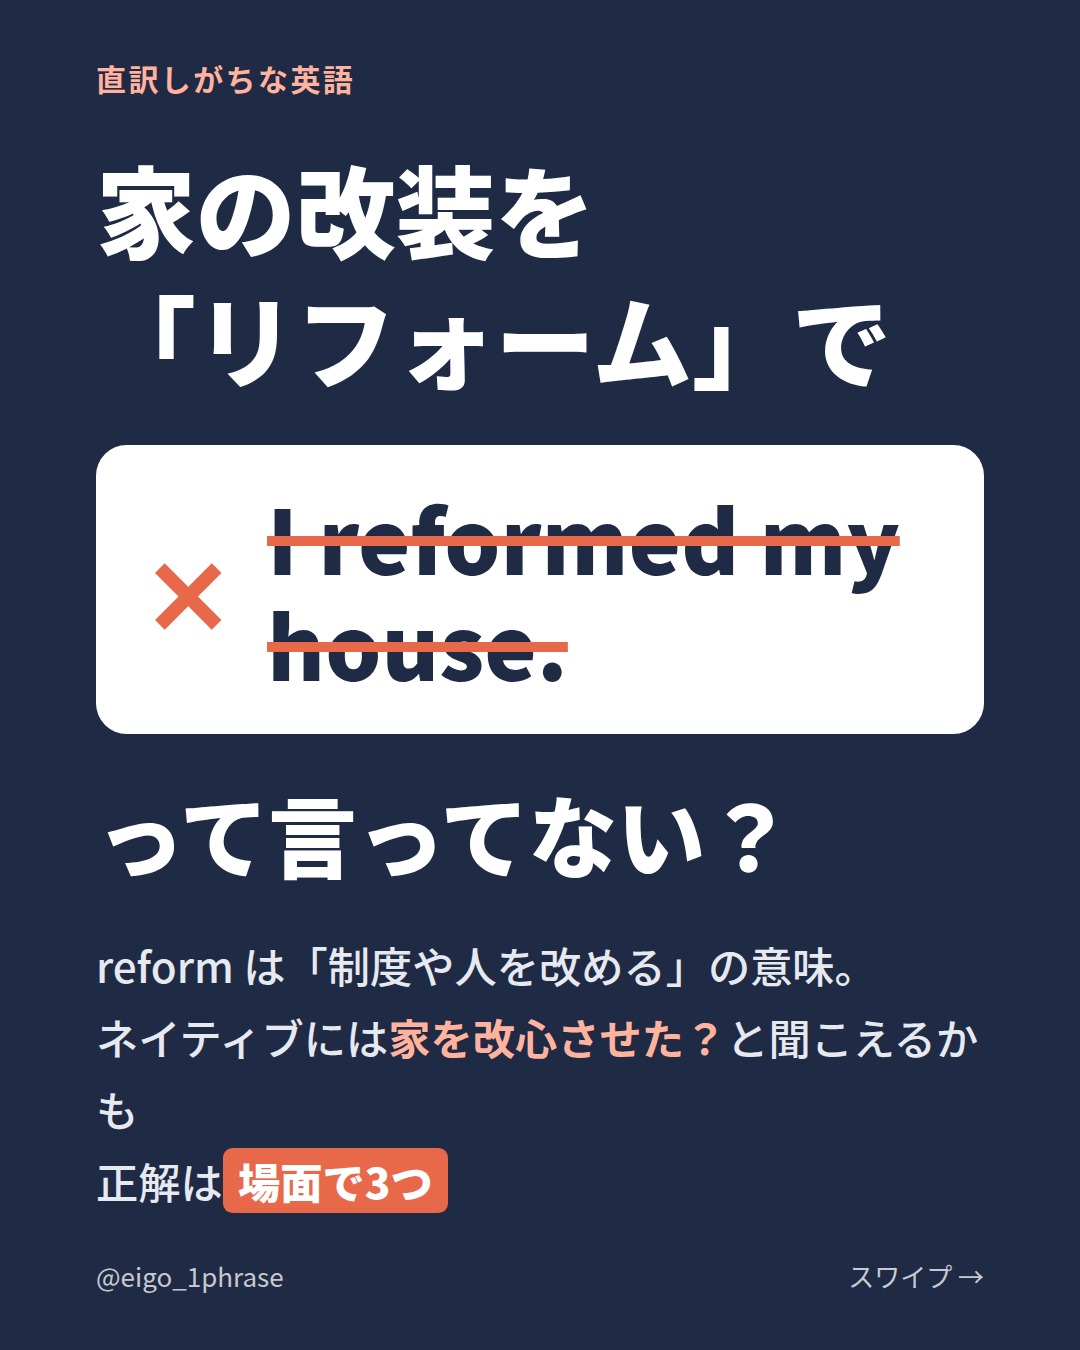 直訳しがちな英語
家の改装を
「リフォーム」で
× I reformed my
house.
って言ってない？
reform は「制度や人を改める」の意味。
ネイティブには家を改心させた？と聞こえるか
も
正解は場面で3つ
@eigo_1phrase
スワイプ →